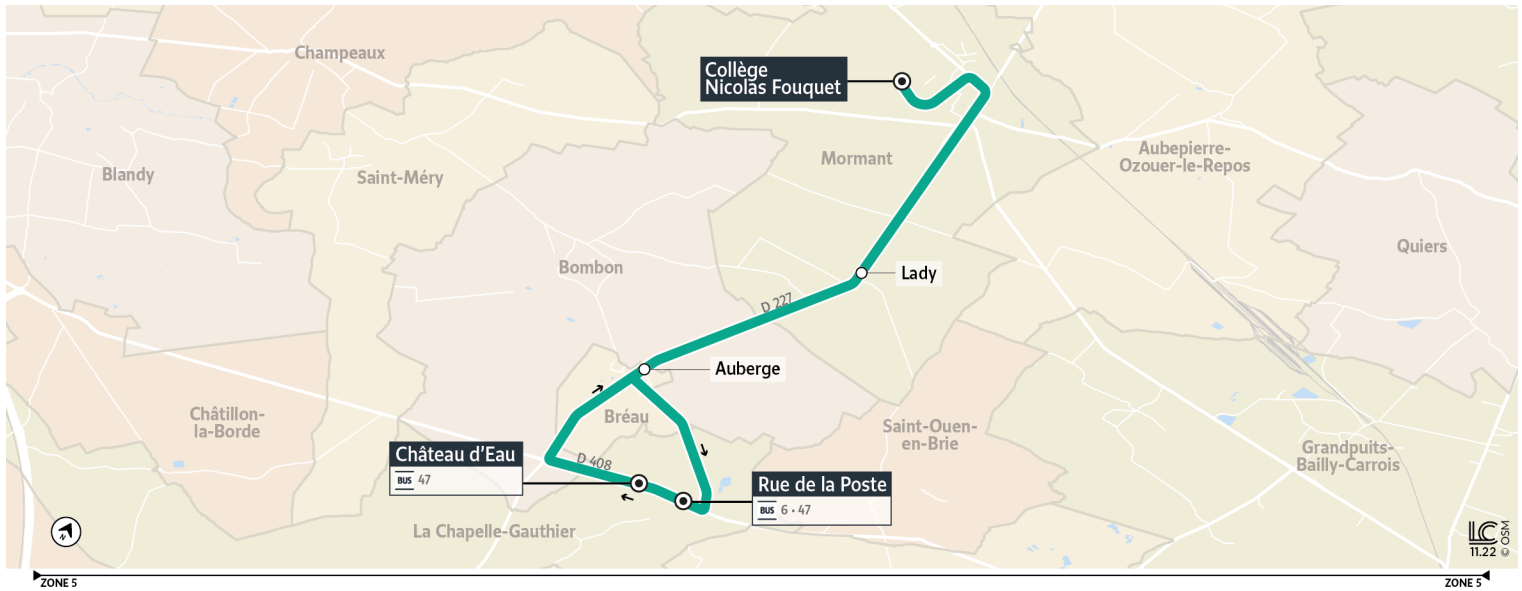 Champeaux
Collège
Nicolas Fouquet
Blandy
Saint-Méry
Mormant
Aubepierre-
Ozouer-le-Repos
Bombon
Lady
Quiers
D 227
Auberge
Châtillon-
la-Borde
Bréau
Saint-Ouen-
en-Brie
Grandpuits-
Bailly-Carrois
Château d'Eau
BUS 47
D 408
Rue de la Poste
BUS 6 • 47
La Chapelle-Gauthier
N
LC
11.22 © OSM
ZONE 5
ZONE 5